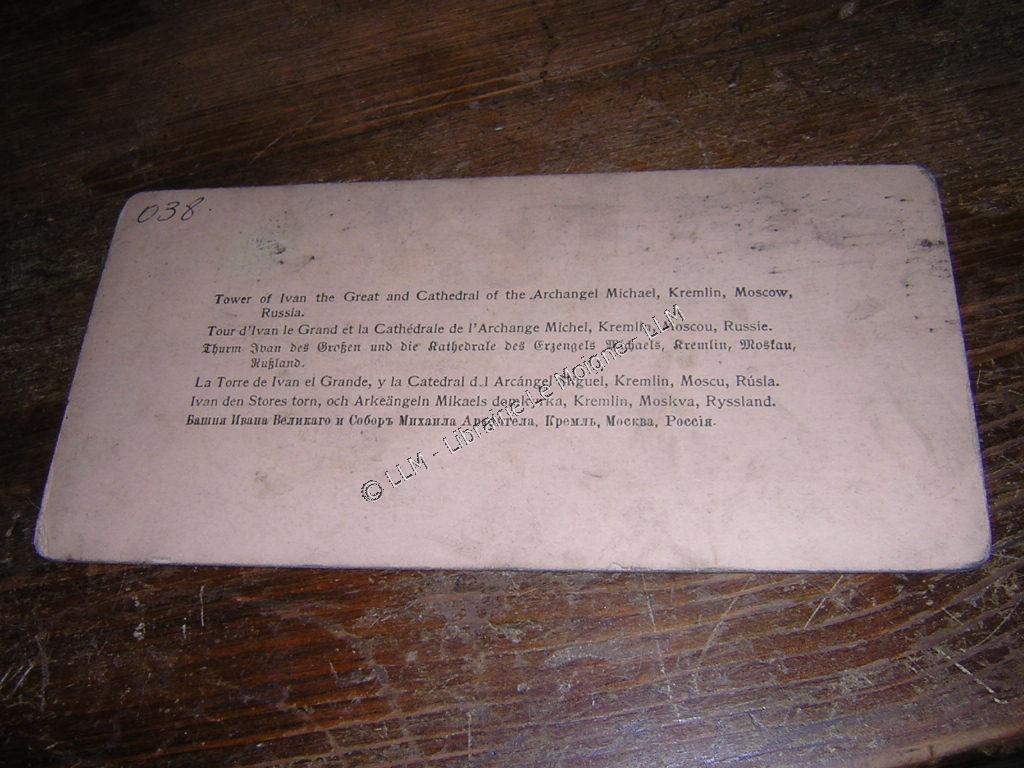 038.
Tower of Ivan the Great and Cathedral of the Archangel Michael, Kremlin, Moscow,
Russia.
Tour d'Ivan le Grand et la Cathédrale de l'Archange Michel, Kremlin, Moscou, Russie.
Thurm Ivan des Großen und die Kathedrale des Erzengels Michaels, Kremlin, Moskau,
Rußland.
La Torre de Ivan el Grande, y la Catedral d.l Arcángel Miguel, Kremlin, Moscu, Rúsia.
Ivan den Stores torn, och Arkeängeln Mikaels domkyrka, Kremlin, Moskva, Ryssland.
Башня Ивана Великаго и Соборъ Михаила Архангела, Кремль, Москва, Россія.
© LLM - Librairie Le Moigne - LLM